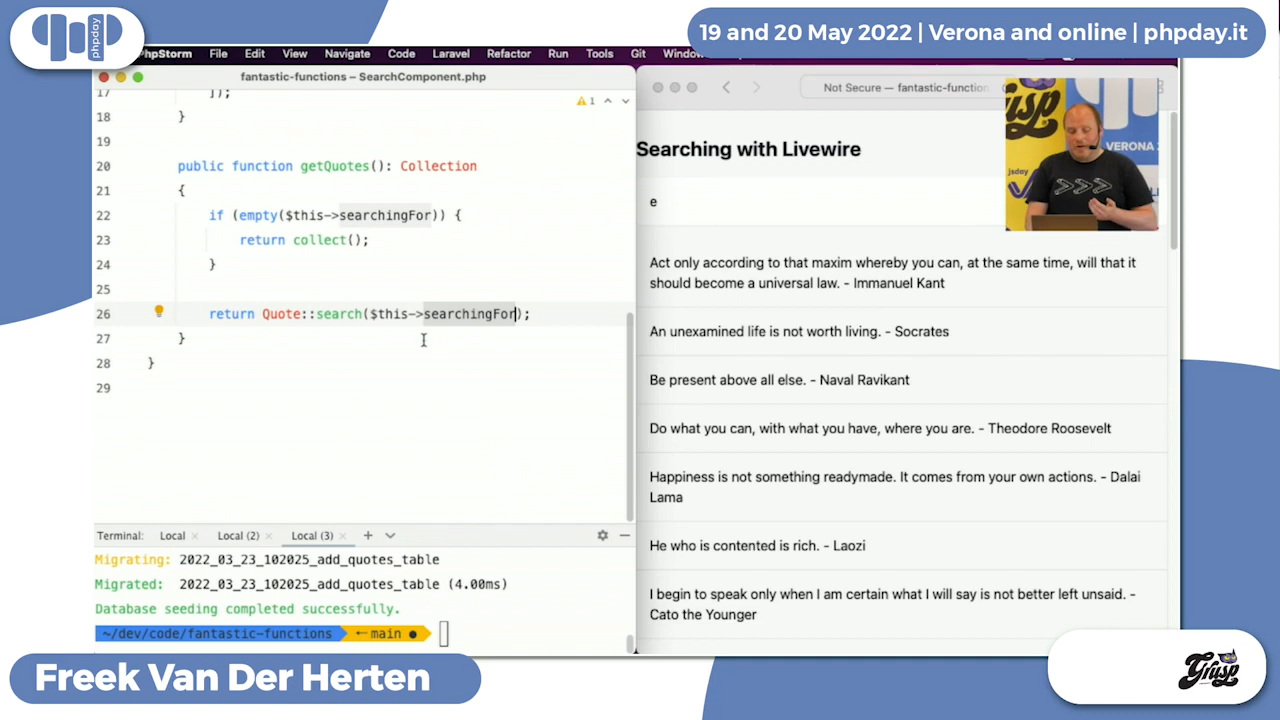 phpday
19 and 20 May 2022 | Verona and online | phpday.it
PhpStorm File Edit View Navigate Code Laravel Refactor Run Tools Git Window
fantastic-functions – SearchComponent.php
17 ]);
18 }
19
20 public function getQuotes(): Collection
21 {
22 if (empty($this->searchingFor)) {
23 return collect();
24 }
25
26 return Quote::search($this->searchingFor);
27 }
28 }
29
1
Terminal: Local Local (2) Local (3)
Migrating: 2022_03_23_102025_add_quotes_table
Migrated: 2022_03_23_102025_add_quotes_table (4.00ms)
Database seeding completed successfully.
~/dev/code/fantastic-functions main
Not Secure — fantastic-function
Searching with Livewire
e
Act only according to that maxim whereby you can, at the same time, will that it
should become a universal law. - Immanuel Kant
An unexamined life is not worth living. - Socrates
Be present above all else. - Naval Ravikant
Do what you can, with what you have, where you are. - Theodore Roosevelt
Happiness is not something readymade. It comes from your own actions. - Dalai
Lama
He who is contented is rich. - Laozi
I begin to speak only when I am certain what I will say is not better left unsaid. -
Cato the Younger
jsday
VERONA
Freek Van Der Herten
Grusp